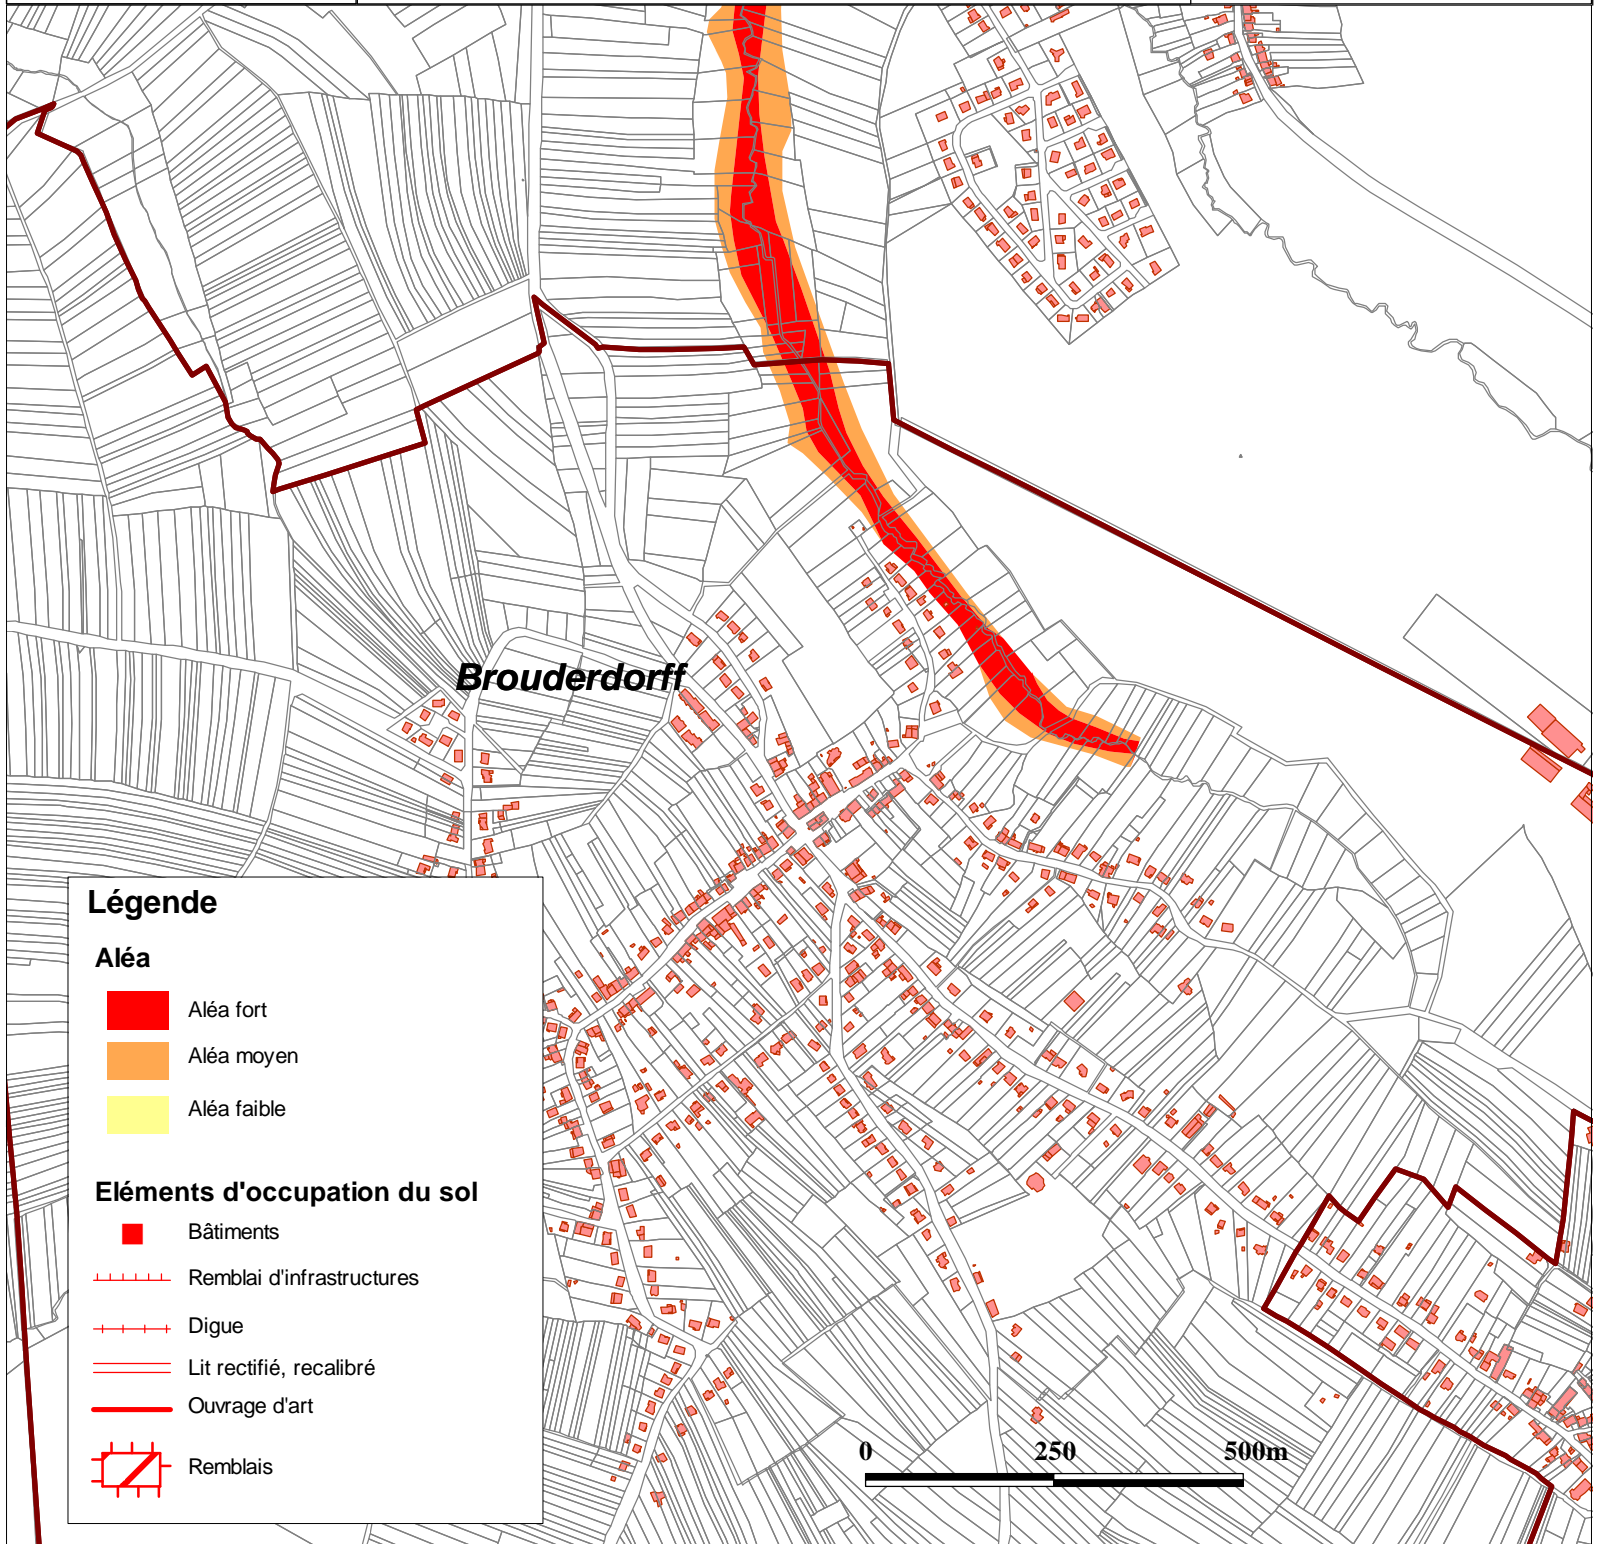 Brouderdorff
Légende
Aléa
Aléa fort
Aléa moyen
Aléa faible
Eléments d'occupation du sol
Bâtiments
Remblai d'infrastructures
Digue
Lit rectifié, recalibré
Ouvrage d'art
Remblais
0 250 500m